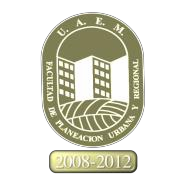 U. A. E. M.
FACULTAD DE PLANEACION URBANA Y REGIONAL
2008-2012